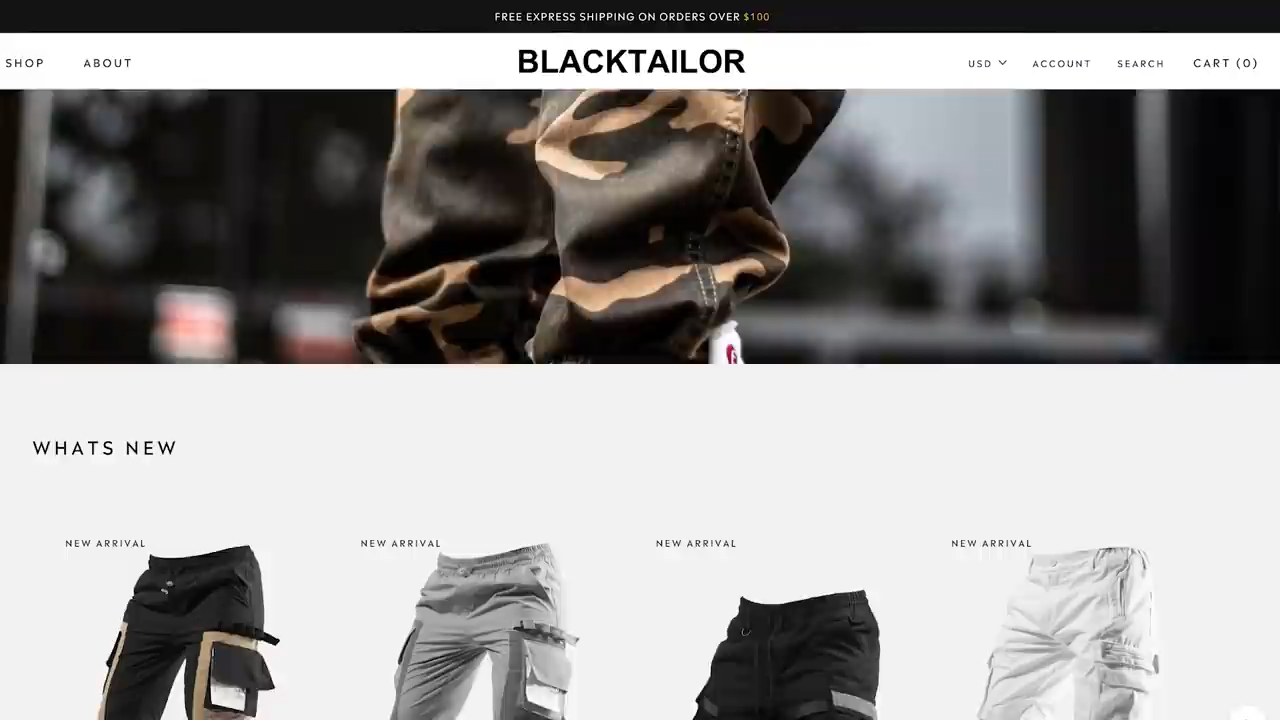 FREE EXPRESS SHIPPING ON ORDERS OVER $100
SHOP ABOUT BLACKTAILOR USD ACCOUNT SEARCH CART (0)
WHATS NEW
NEW ARRIVAL NEW ARRIVAL NEW ARRIVAL NEW ARRIVAL